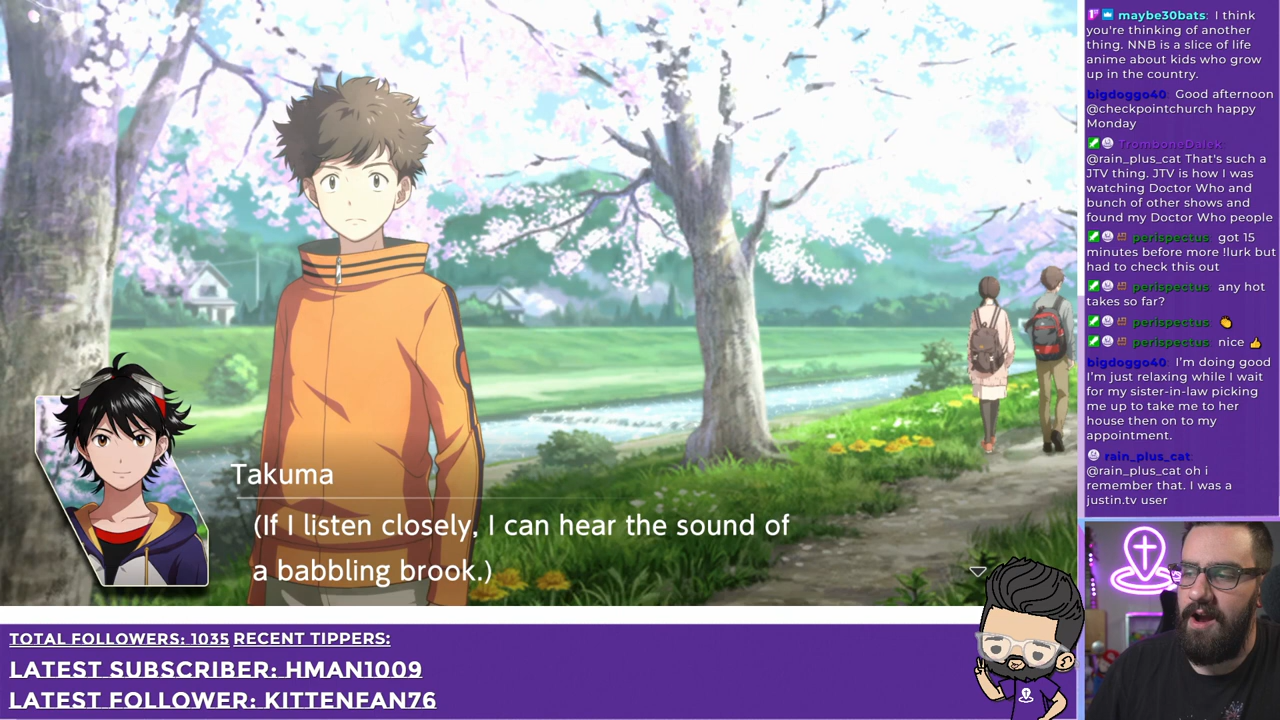 maybe30bats: I think
you're thinking of another
thing. NNB is a slice of life
anime about kids who grow
up in the country.
bigdoggo40: Good afternoon
@checkpointchurch happy
Monday
TromboneDalek:
@rain_plus_cat That's such a
JTV thing. JTV is how I was
watching Doctor Who and
bunch of other shows and
found my Doctor Who people
perispectus: got 15
minutes before more !lurk but
had to check this out
perispectus: any hot
takes so far?
perispectus: 👏
perispectus: nice 👍
bigdoggo40: I'm doing good
I'm just relaxing while I wait
for my sister-in-law picking
me up to take me to her
house then on to my
appointment.
rain_plus_cat:
@rain_plus_cat oh i
remember that. I was a
justin.tv user
Takuma
(If I listen closely, I can hear the sound of
a babbling brook.)
TOTAL FOLLOWERS: 1035 RECENT TIPPERS:
LATEST SUBSCRIBER: HMAN1009
LATEST FOLLOWER: KITTENFAN76